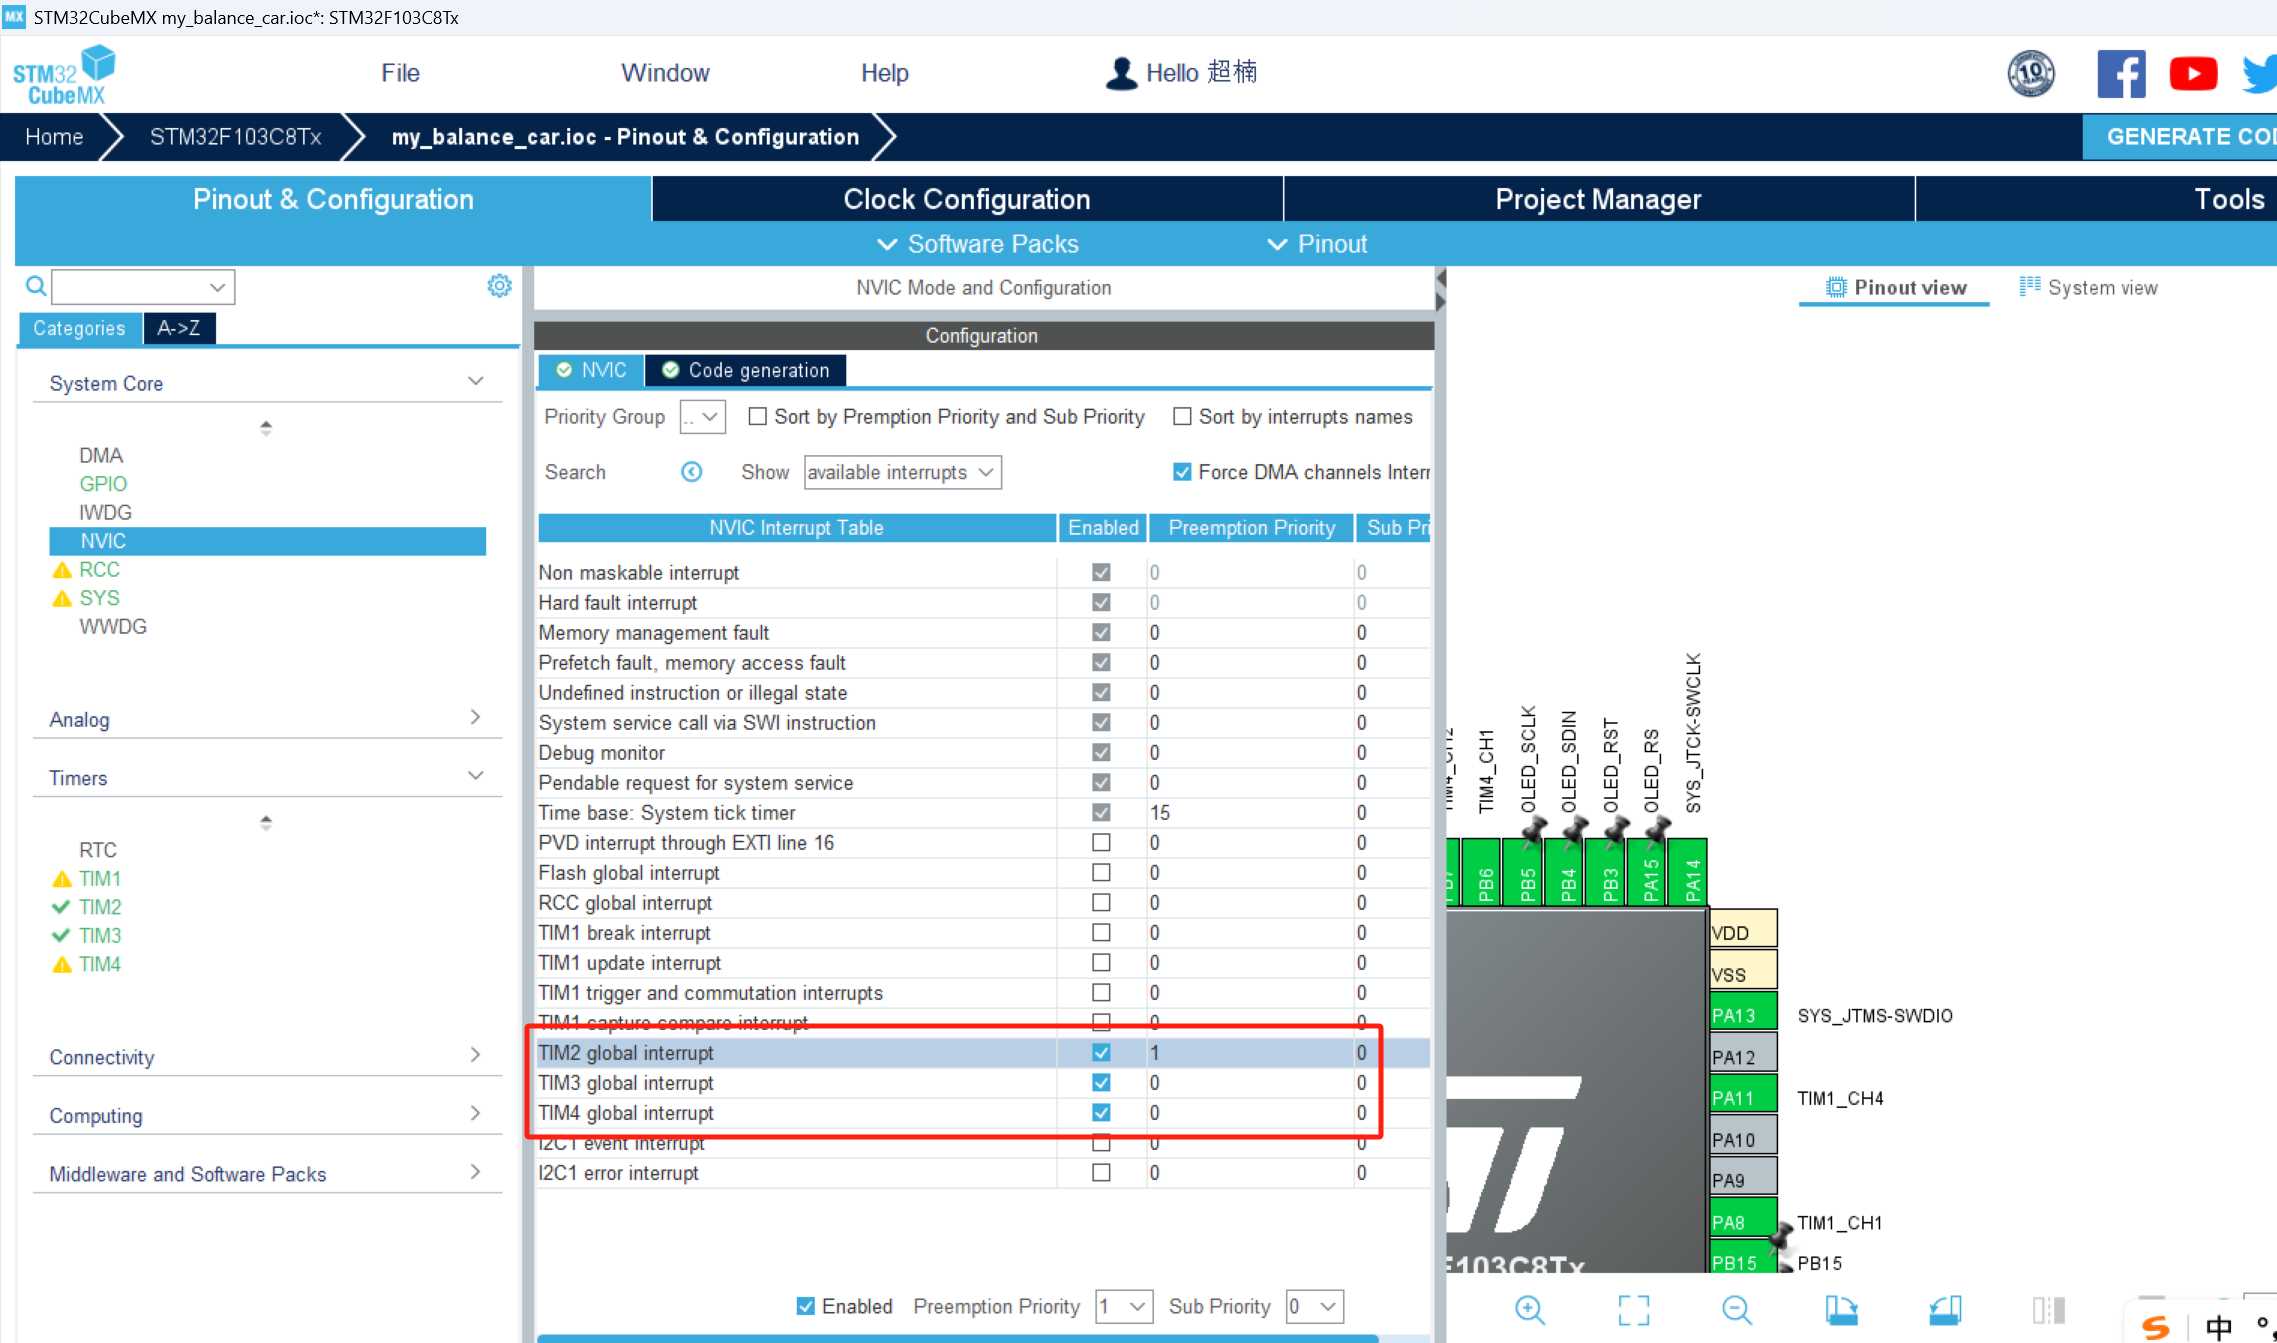 MX STM32CubeMX my_balance_car.ioc*: STM32F103C8Tx
STM32 CubeMX
File
Window
Help
Hello 超楠
10
Home
STM32F103C8Tx
my_balance_car.ioc - Pinout & Configuration
GENERATE COD
Pinout & Configuration
Clock Configuration
Project Manager
Tools
Software Packs
Pinout
Categories
A->Z
System Core
DMA
GPIO
IWDG
NVIC
RCC
SYS
WWDG
Analog
Timers
RTC
TIM1
TIM2
TIM3
TIM4
Connectivity
Computing
Middleware and Software Packs
NVIC Mode and Configuration
Configuration
NVIC
Code generation
Priority Group .. Sort by Premption Priority and Sub Priority Sort by interrupts names
Search Show available interrupts Force DMA channels Interr
NVIC Interrupt Table Enabled Preemption Priority Sub Pri
Non maskable interrupt 0 0
Hard fault interrupt 0 0
Memory management fault 0 0
Prefetch fault, memory access fault 0 0
Undefined instruction or illegal state 0 0
System service call via SWI instruction 0 0
Debug monitor 0 0
Pendable request for system service 0 0
Time base: System tick timer 15 0
PVD interrupt through EXTI line 16 0 0
Flash global interrupt 0 0
RCC global interrupt 0 0
TIM1 break interrupt 0 0
TIM1 update interrupt 0 0
TIM1 trigger and commutation interrupts 0 0
TIM1 capture compare interrupt 0 0
TIM2 global interrupt 1 0
TIM3 global interrupt 0 0
TIM4 global interrupt 0 0
I2C1 event interrupt 0 0
I2C1 error interrupt 0 0
Enabled Preemption Priority 1 Sub Priority 0
Pinout view
System view
TIM4_CH2
TIM4_CH1
OLED_SCLK
OLED_SDIN
OLED_RST
OLED_RS
SYS_JTCK-SWCLK
PB7
PB6
PB5
PB4
PB3
PA15
PA14
VDD
VSS
PA13 SYS_JTMS-SWDIO
PA12
PA11 TIM1_CH4
PA10
PA9
PA8 TIM1_CH1
PB15 PB15
F103C8Tx
中